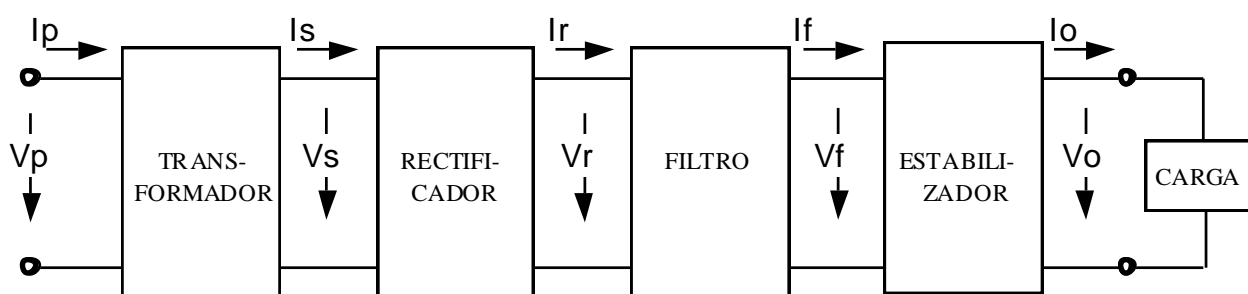 Ip
Is
Ir
If
Io
Vp
Vs
Vr
Vf
Vo
TRANS-
FORMADOR
RECTIFI-
CADOR
FILTRO
ESTABILI-
ZADOR
CARGA